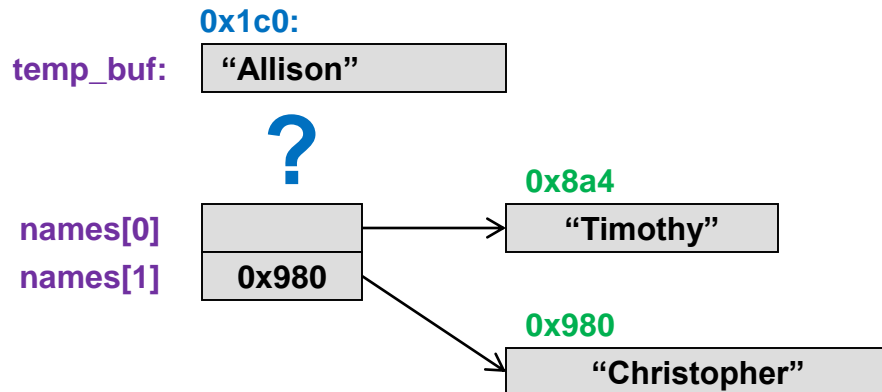 0x1c0:
temp_buf: “Allison”
?
0x8a4
names[0] “Timothy”
names[1] 0x980
0x980
“Christopher”